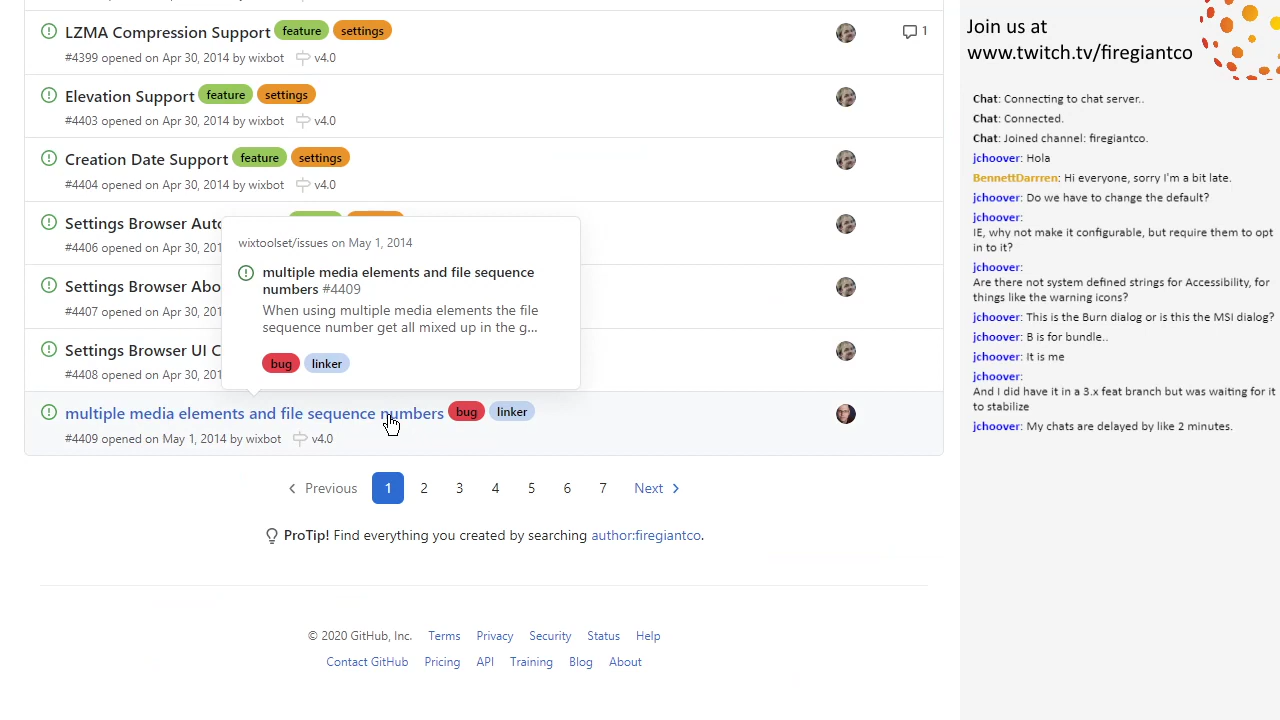 LZMA Compression Support feature settings
1
#4399 opened on Apr 30, 2014 by wixbot v4.0
Elevation Support feature settings
#4403 opened on Apr 30, 2014 by wixbot v4.0
Creation Date Support feature settings
#4404 opened on Apr 30, 2014 by wixbot v4.0
Settings Browser Auto
#4406 opened on Apr 30, 201
Settings Browser Abo
#4407 opened on Apr 30, 201
Settings Browser UI C
#4408 opened on Apr 30, 201
wixtoolset/issues on May 1, 2014
multiple media elements and file sequence
numbers #4409
When using multiple media elements the file
sequence number get all mixed up in the g...
bug linker
multiple media elements and file sequence numbers bug linker
#4409 opened on May 1, 2014 by wixbot v4.0
Previous 1 2 3 4 5 6 7 Next
ProTip! Find everything you created by searching author:firegiantco.
© 2020 GitHub, Inc. Terms Privacy Security Status Help
Contact GitHub Pricing API Training Blog About
Join us at
www.twitch.tv/firegiantco
Chat: Connecting to chat server..
Chat: Connected.
Chat: Joined channel: firegiantco.
jchoover: Hola
BennettDarrren: Hi everyone, sorry I'm a bit late.
jchoover: Do we have to change the default?
jchoover:
IE, why not make it configurable, but require them to opt
in to it?
jchoover:
Are there not system defined strings for Accessibility, for
things like the warning icons?
jchoover: This is the Burn dialog or is this the MSI dialog?
jchoover: B is for bundle..
jchoover: It is me
jchoover:
And I did have it in a 3.x feat branch but was waiting for it
to stabilize
jchoover: My chats are delayed by like 2 minutes.